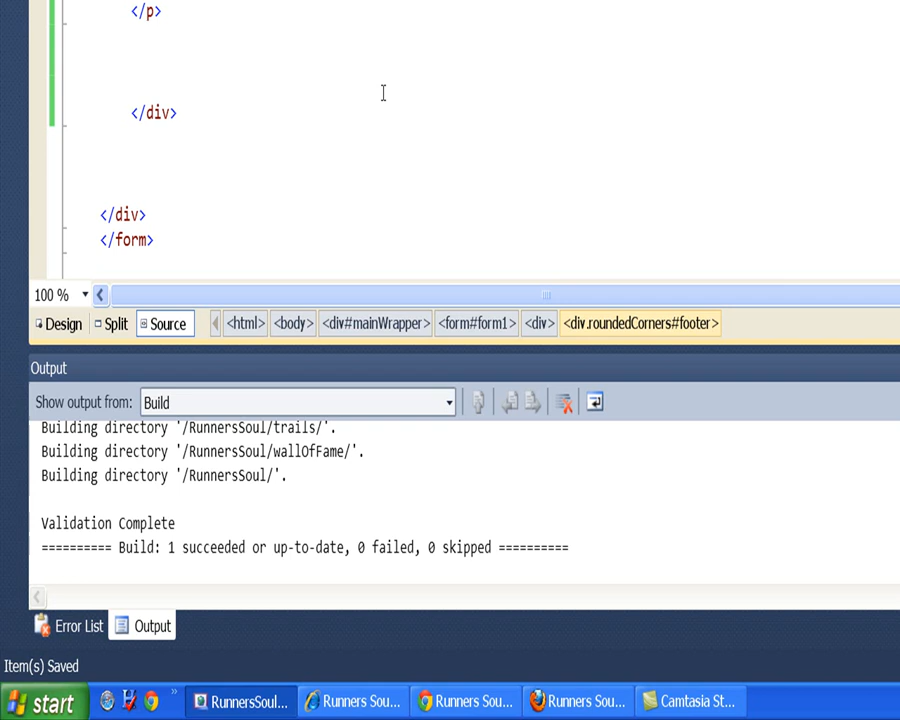 </p>
</div>
</div>
</form>
100 %
Design Split Source <html> <body> <div#mainWrapper> <form#form1> <div> <div.roundedCorners#footer>
Output
Show output from: Build
Building directory '/RunnersSoul/trails/'.
Building directory '/RunnersSoul/wallOfFame/'.
Building directory '/RunnersSoul/'.
Validation Complete
========== Build: 1 succeeded or up-to-date, 0 failed, 0 skipped ==========
Error List Output
Item(s) Saved
start RunnersSoul... Runners Sou... Runners Sou... Runners Sou... Camtasia St...